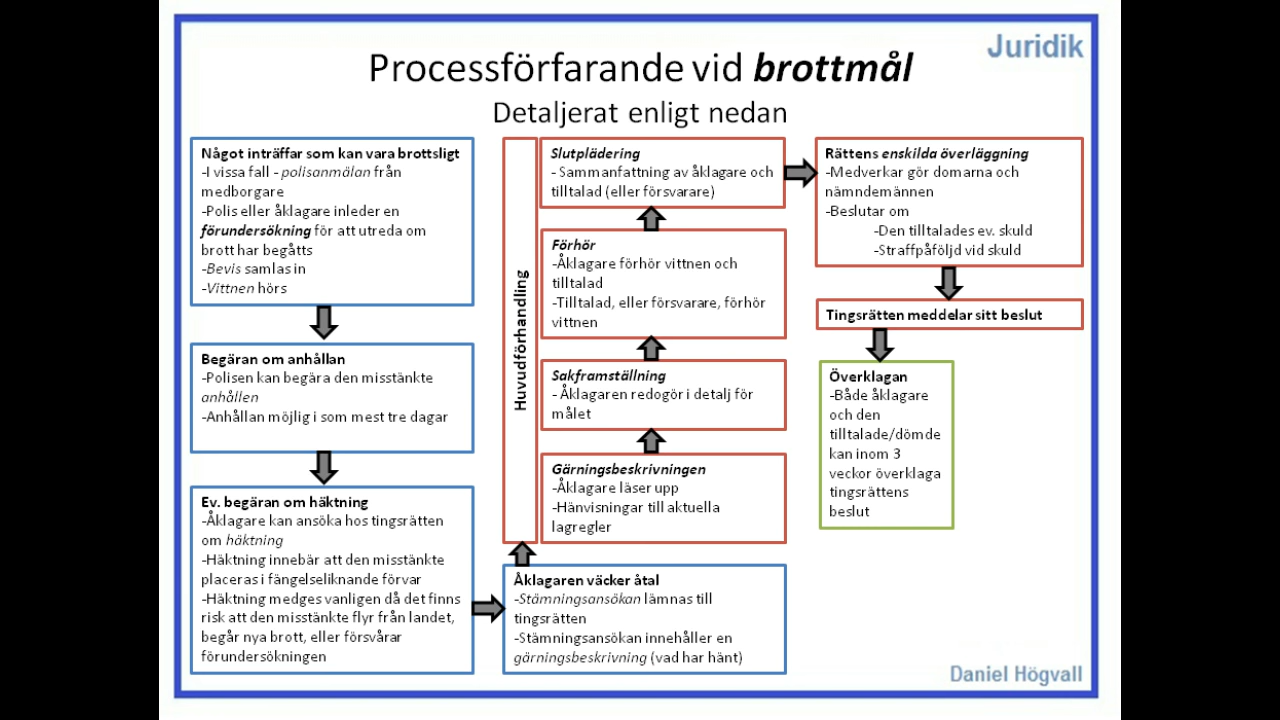 Juridik
Processförfarande vid brottmål
Detaljerat enligt nedan
Något inträffar som kan vara brottsligt
-I vissa fall - polisanmälan från
medborgare
-Polis eller åklagare inleder en
förundersökning för att utreda om
brott har begåtts
-Bevis samlas in
-Vittnen hörs
Begäran om anhållan
-Polisen kan begära den misstänkte
anhållen
-Anhållan möjlig i som mest tre dagar
Ev. begäran om häktning
-Åklagare kan ansöka hos tingsrätten
om häktning
-Häktning innebär att den misstänkte
placeras i fängelseliknande förvar
-Häktning medges vanligen då det finns
risk att den misstänkte flyr från landet,
begår nya brott, eller försvårar
förundersökningen
Åklagaren väcker åtal
-Stämningsansökan lämnas till
tingsrätten
-Stämningsansökan innehåller en
gärningsbeskrivning (vad har hänt)
Huvudförhandling
Gärningsbeskrivningen
-Åklagare läser upp
-Hänvisningar till aktuella
lagregler
Sakframställning
- Åklagaren redogör i detalj för
målet
Förhör
-Åklagare förhör vittnen och
tilltalad
-Tilltalad, eller försvarare, förhör
vittnen
Slutplädering
- Sammanfattning av åklagare och
tilltalad (eller försvarare)
Rättens enskilda överläggning
-Medverkar gör domarna och
nämndemännen
-Beslutar om
-Den tilltalades ev. skuld
-Straffpåföljd vid skuld
Tingsrätten meddelar sitt beslut
Överklagan
-Både åklagare
och den
tilltalade/dömde
kan inom 3
veckor överklaga
tingsrättens
beslut
Daniel Högvall